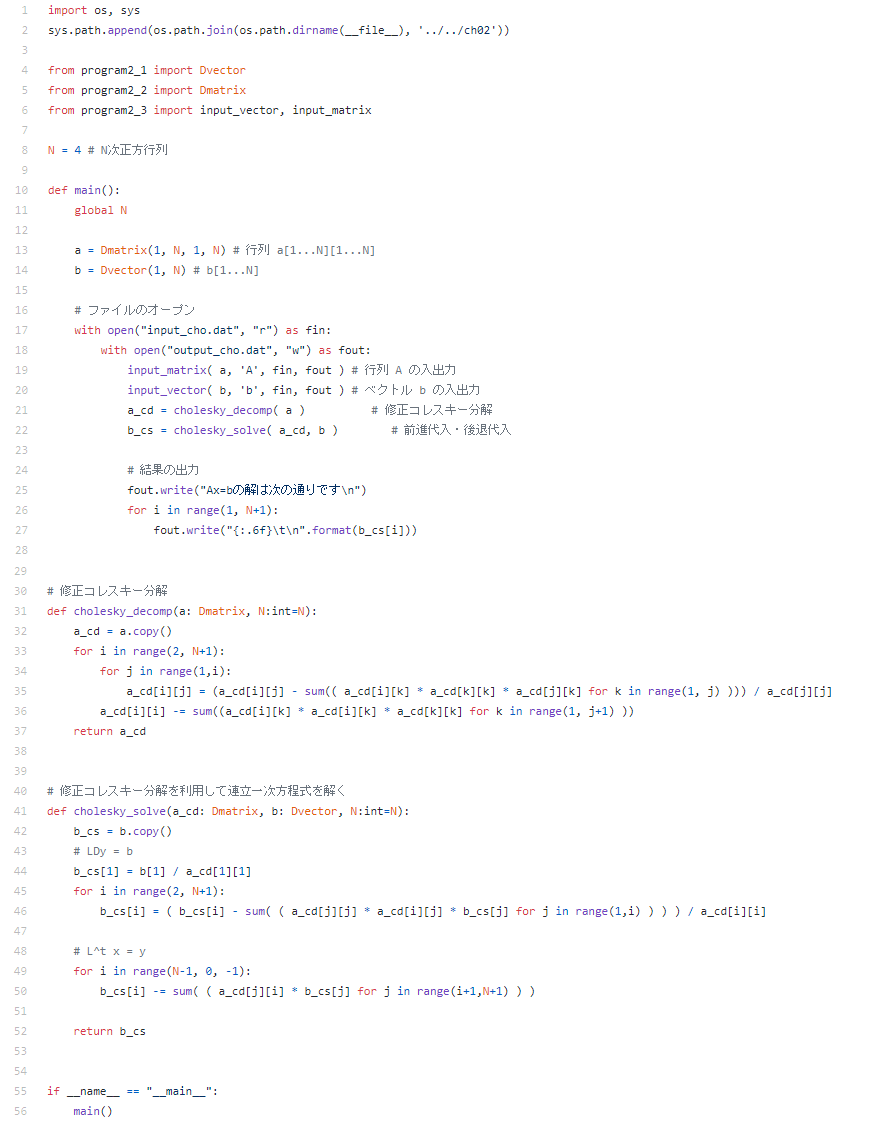 1 import os, sys
2 sys.path.append(os.path.join(os.path.dirname(__file__), '../../ch02'))
3
4 from program2_1 import Dvector
5 from program2_2 import Dmatrix
6 from program2_3 import input_vector, input_matrix
7
8 N = 4 # N次正方行列
9
10 def main():
11     global N
12
13     a = Dmatrix(1, N, 1, N) # 行列 a[1...N][1...N]
14     b = Dvector(1, N) # b[1...N]
15
16     # ファイルのオープン
17     with open("input_cho.dat", "r") as fin:
18         with open("output_cho.dat", "w") as fout:
19             input_matrix( a, 'A', fin, fout ) # 行列 A の入出力
20             input_vector( b, 'b', fin, fout ) # ベクトル b の入出力
21             a_cd = cholesky_decomp( a )          # 修正コレスキー分解
22             b_cs = cholesky_solve( a_cd, b )        # 前進代入・後退代入
23
24             # 結果の出力
25             fout.write("Ax=bの解は次の通りです\n")
26             for i in range(1, N+1):
27                 fout.write("{:.6f}\t\n".format(b_cs[i]))
28
29
30 # 修正コレスキー分解
31 def cholesky_decomp(a: Dmatrix, N:int=N):
32     a_cd = a.copy()
33     for i in range(2, N+1):
34         for j in range(1,i):
35             a_cd[i][j] = (a_cd[i][j] - sum(( a_cd[i][k] * a_cd[k][k] * a_cd[j][k] for k in range(1, j) ))) / a_cd[j][j]
36         a_cd[i][i] -= sum((a_cd[i][k] * a_cd[i][k] * a_cd[k][k] for k in range(1, j+1) ))
37     return a_cd
38
39
40 # 修正コレスキー分解を利用して連立一次方程式を解く
41 def cholesky_solve(a_cd: Dmatrix, b: Dvector, N:int=N):
42     b_cs = b.copy()
43     # LDy = b
44     b_cs[1] = b[1] / a_cd[1][1]
45     for i in range(2, N+1):
46         b_cs[i] = ( b_cs[i] - sum( ( a_cd[j][j] * a_cd[i][j] * b_cs[j] for j in range(1,i) ) ) ) / a_cd[i][i]
47
48     # L^t x = y
49     for i in range(N-1, 0, -1):
50         b_cs[i] -= sum( ( a_cd[j][i] * b_cs[j] for j in range(i+1,N+1) ) )
51
52     return b_cs
53
54
55 if __name__ == "__main__":
56     main()